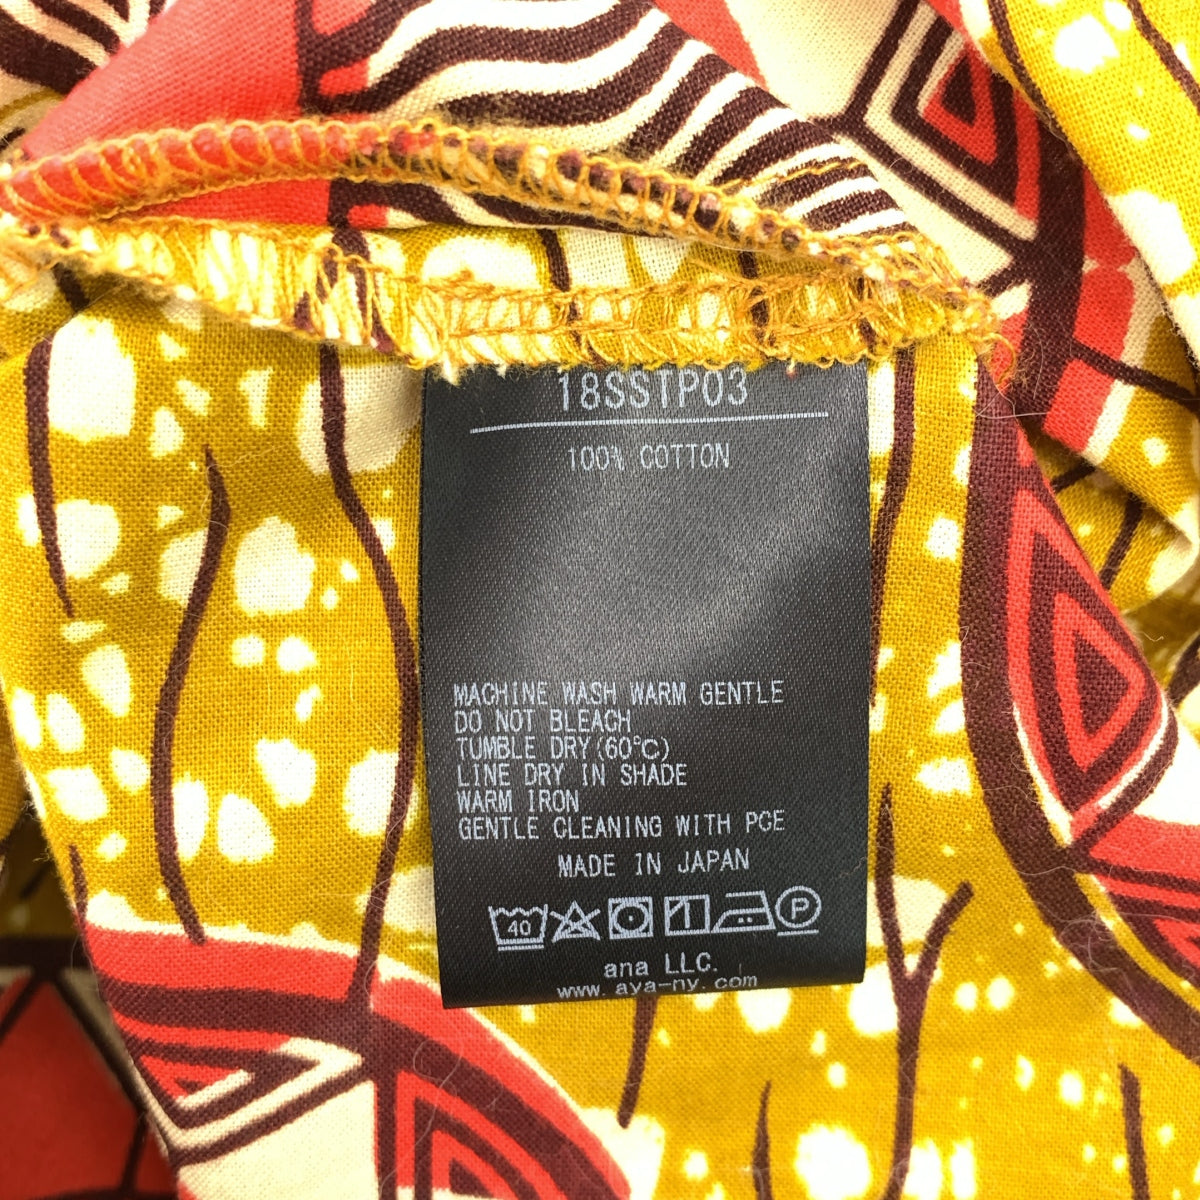 18SSTP03
100% COTTON
MACHINE WASH WARM GENTLE
DO NOT BLEACH
TUMBLE DRY(60℃)
LINE DRY IN SHADE
WARM IRON
GENTLE CLEANING WITH PCE
MADE IN JAPAN
40 P
ana LLC.
www.aya-ny.com